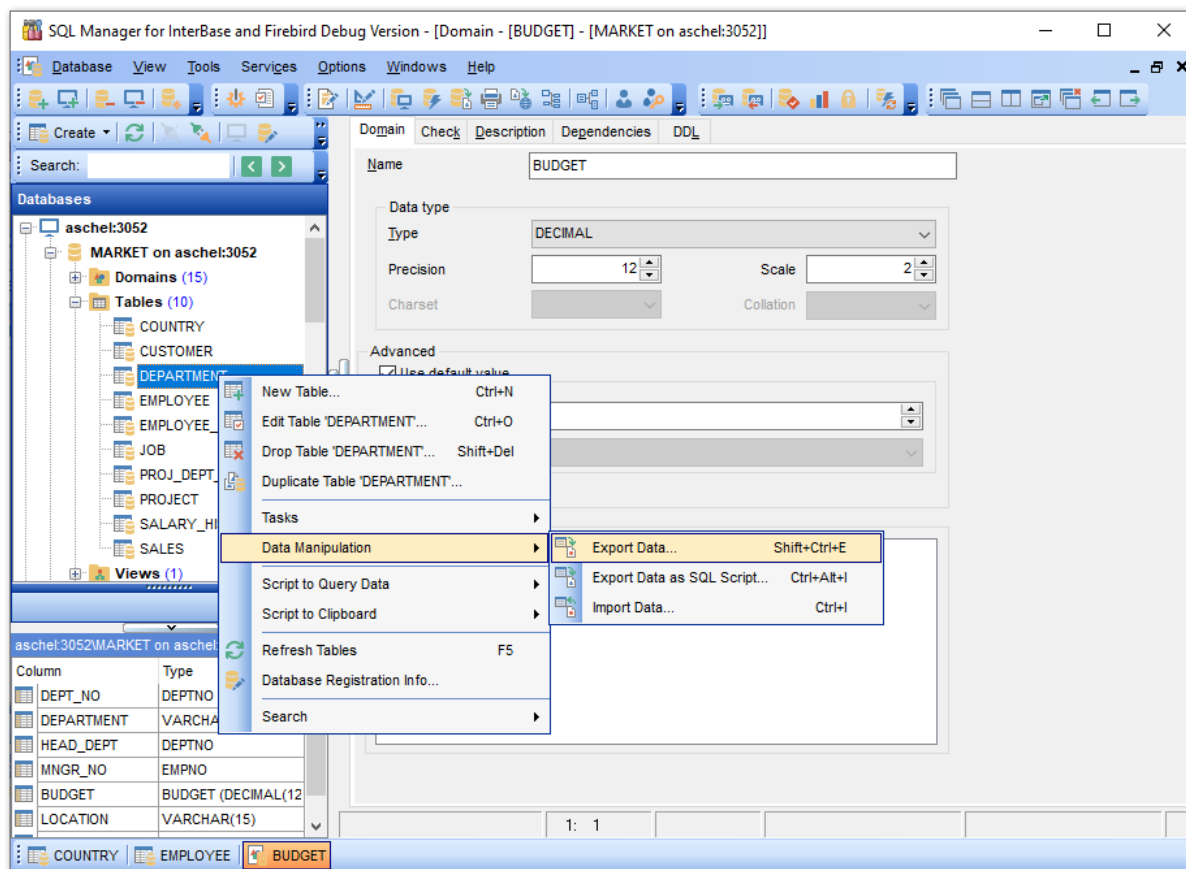 SQL Manager for InterBase and Firebird Debug Version - [Domain - [BUDGET] - [MARKET on aschel:3052]]
Database View Tools Services Options Windows Help
Create
Search:
Databases
aschel:3052
MARKET on aschel:3052
Domains (15)
Tables (10)
COUNTRY
CUSTOMER
DEPARTMENT
EMPLOYEE
EMPLOYEE_
JOB
PROJ_DEPT_
PROJECT
SALARY_HI
SALES
Views (1)
aschel:3052\MARKET on aschel:
Column Type
DEPT_NO DEPTNO
DEPARTMENT VARCHA
HEAD_DEPT DEPTNO
MNGR_NO EMPNO
BUDGET BUDGET (DECIMAL(12
LOCATION VARCHAR(15)
Domain Check Description Dependencies DDL
Name BUDGET
Data type
Type DECIMAL
Precision 12 Scale 2
Charset Collation
Advanced
Use default value
New Table... Ctrl+N
Edit Table 'DEPARTMENT'... Ctrl+O
Drop Table 'DEPARTMENT'... Shift+Del
Duplicate Table 'DEPARTMENT'...
Tasks
Data Manipulation
Script to Query Data
Script to Clipboard
Refresh Tables F5
Database Registration Info...
Search
Export Data... Shift+Ctrl+E
Export Data as SQL Script... Ctrl+Alt+I
Import Data... Ctrl+I
1: 1
COUNTRY EMPLOYEE BUDGET